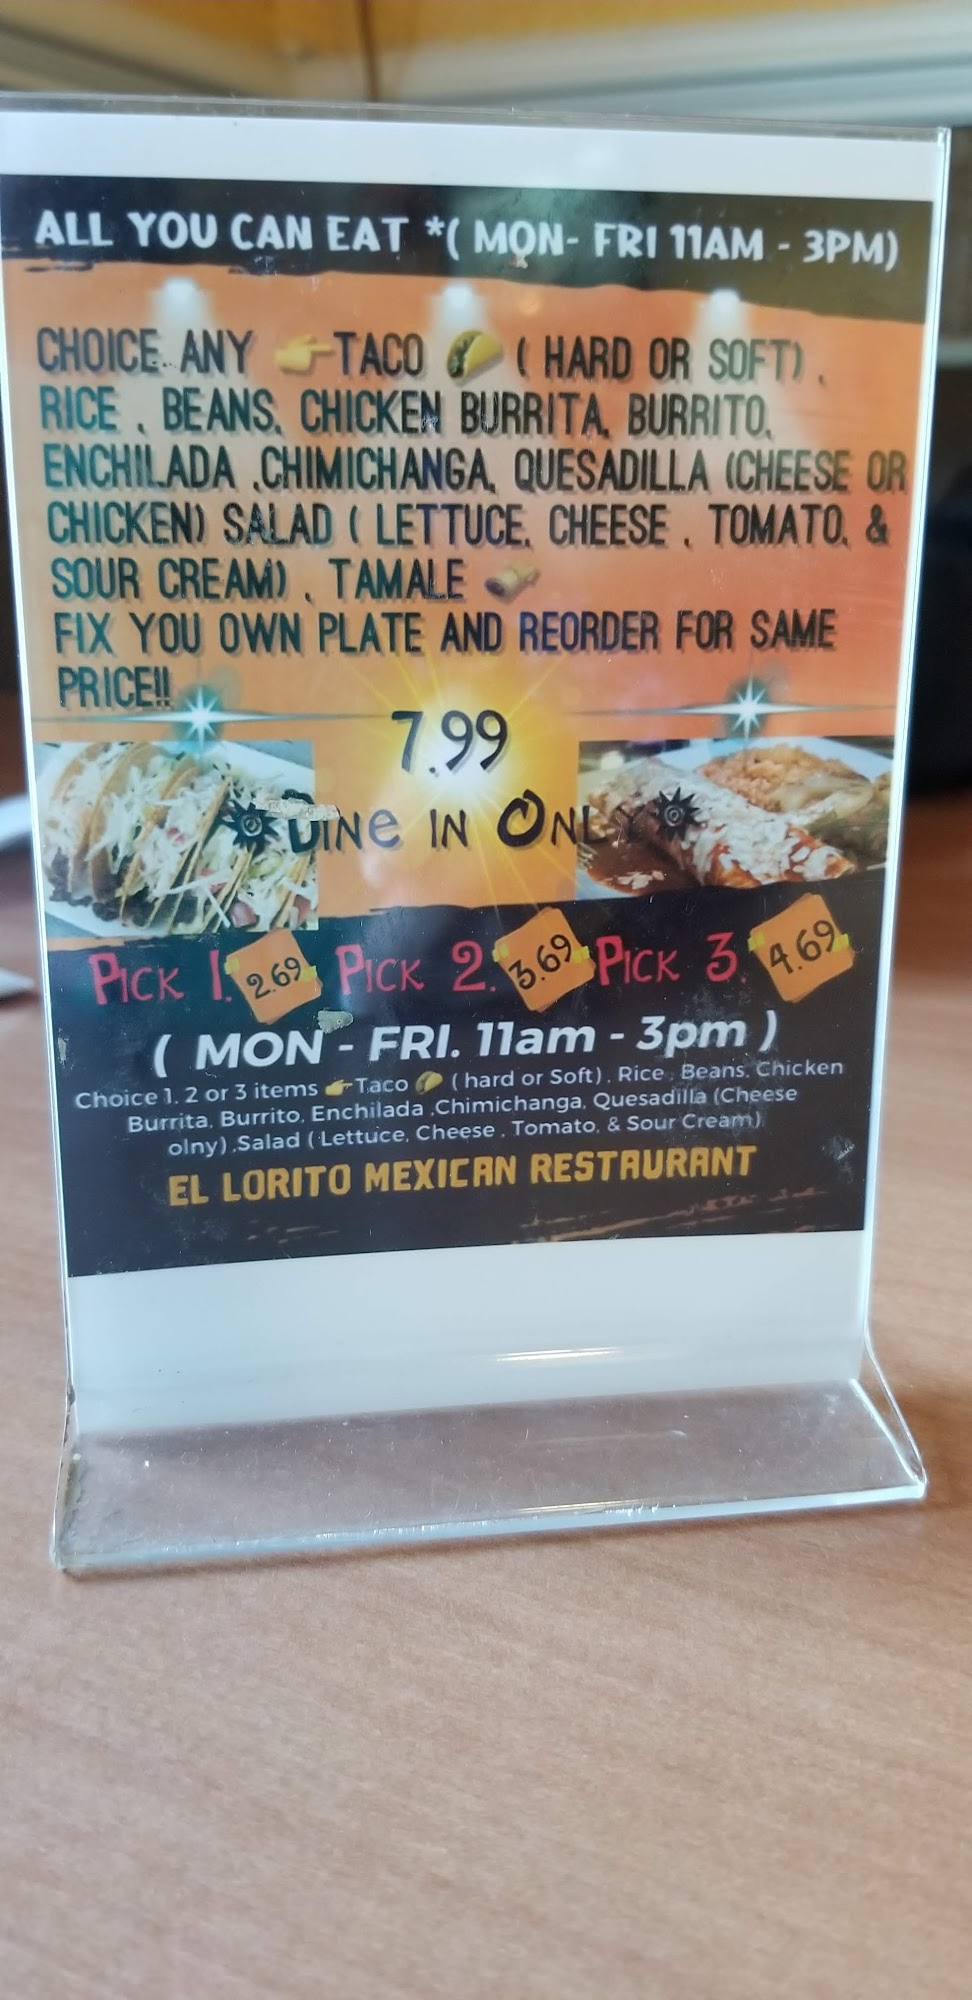 ALL YOU CAN EAT *( MON- FRI 11AM - 3PM)
CHOICE ANY 👉TACO 🌮 ( HARD OR SOFT) ,
RICE , BEANS, CHICKEN BURRITA, BURRITO,
ENCHILADA ,CHIMICHANGA, QUESADILLA (CHEESE OR
CHICKEN) SALAD ( LETTUCE, CHEESE , TOMATO, &
SOUR CREAM) , TAMALE 🫔
FIX YOU OWN PLATE AND REORDER FOR SAME
PRICE!!
7.99
DINE IN ONLY
PICK 1. 2.69 PICK 2. 3.69 PICK 3. 4.69
( MON - FRI. 11am - 3pm )
Choice 1, 2 or 3 items 👉Taco 🌮 ( hard or Soft) , Rice , Beans, Chicken
Burrita, Burrito, Enchilada ,Chimichanga, Quesadilla (Cheese
olny) ,Salad ( Lettuce, Cheese , Tomato, & Sour Cream)
EL LORITO MEXICAN RESTAURANT